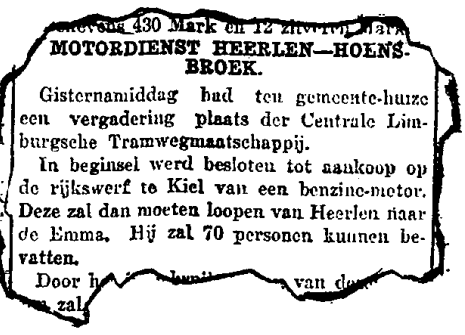 430 Mark en 12 zilveren Mark
MOTORDIENST HEERLEN—HOENS-
BROEK.
Gisternamiddag had ten gemeente-huize
een vergadering plaats der Centrale Lim-
burgsche Tramwegmaatschappij.
In beginsel werd besloten tot aankoop op
de rijkswerf te Kiel van een benzine-motor.
Deze zal dan moeten loopen van Heerlen naar
de Emma. Hij zal 70 personen kunnen be-
vatten.
Door van
zal